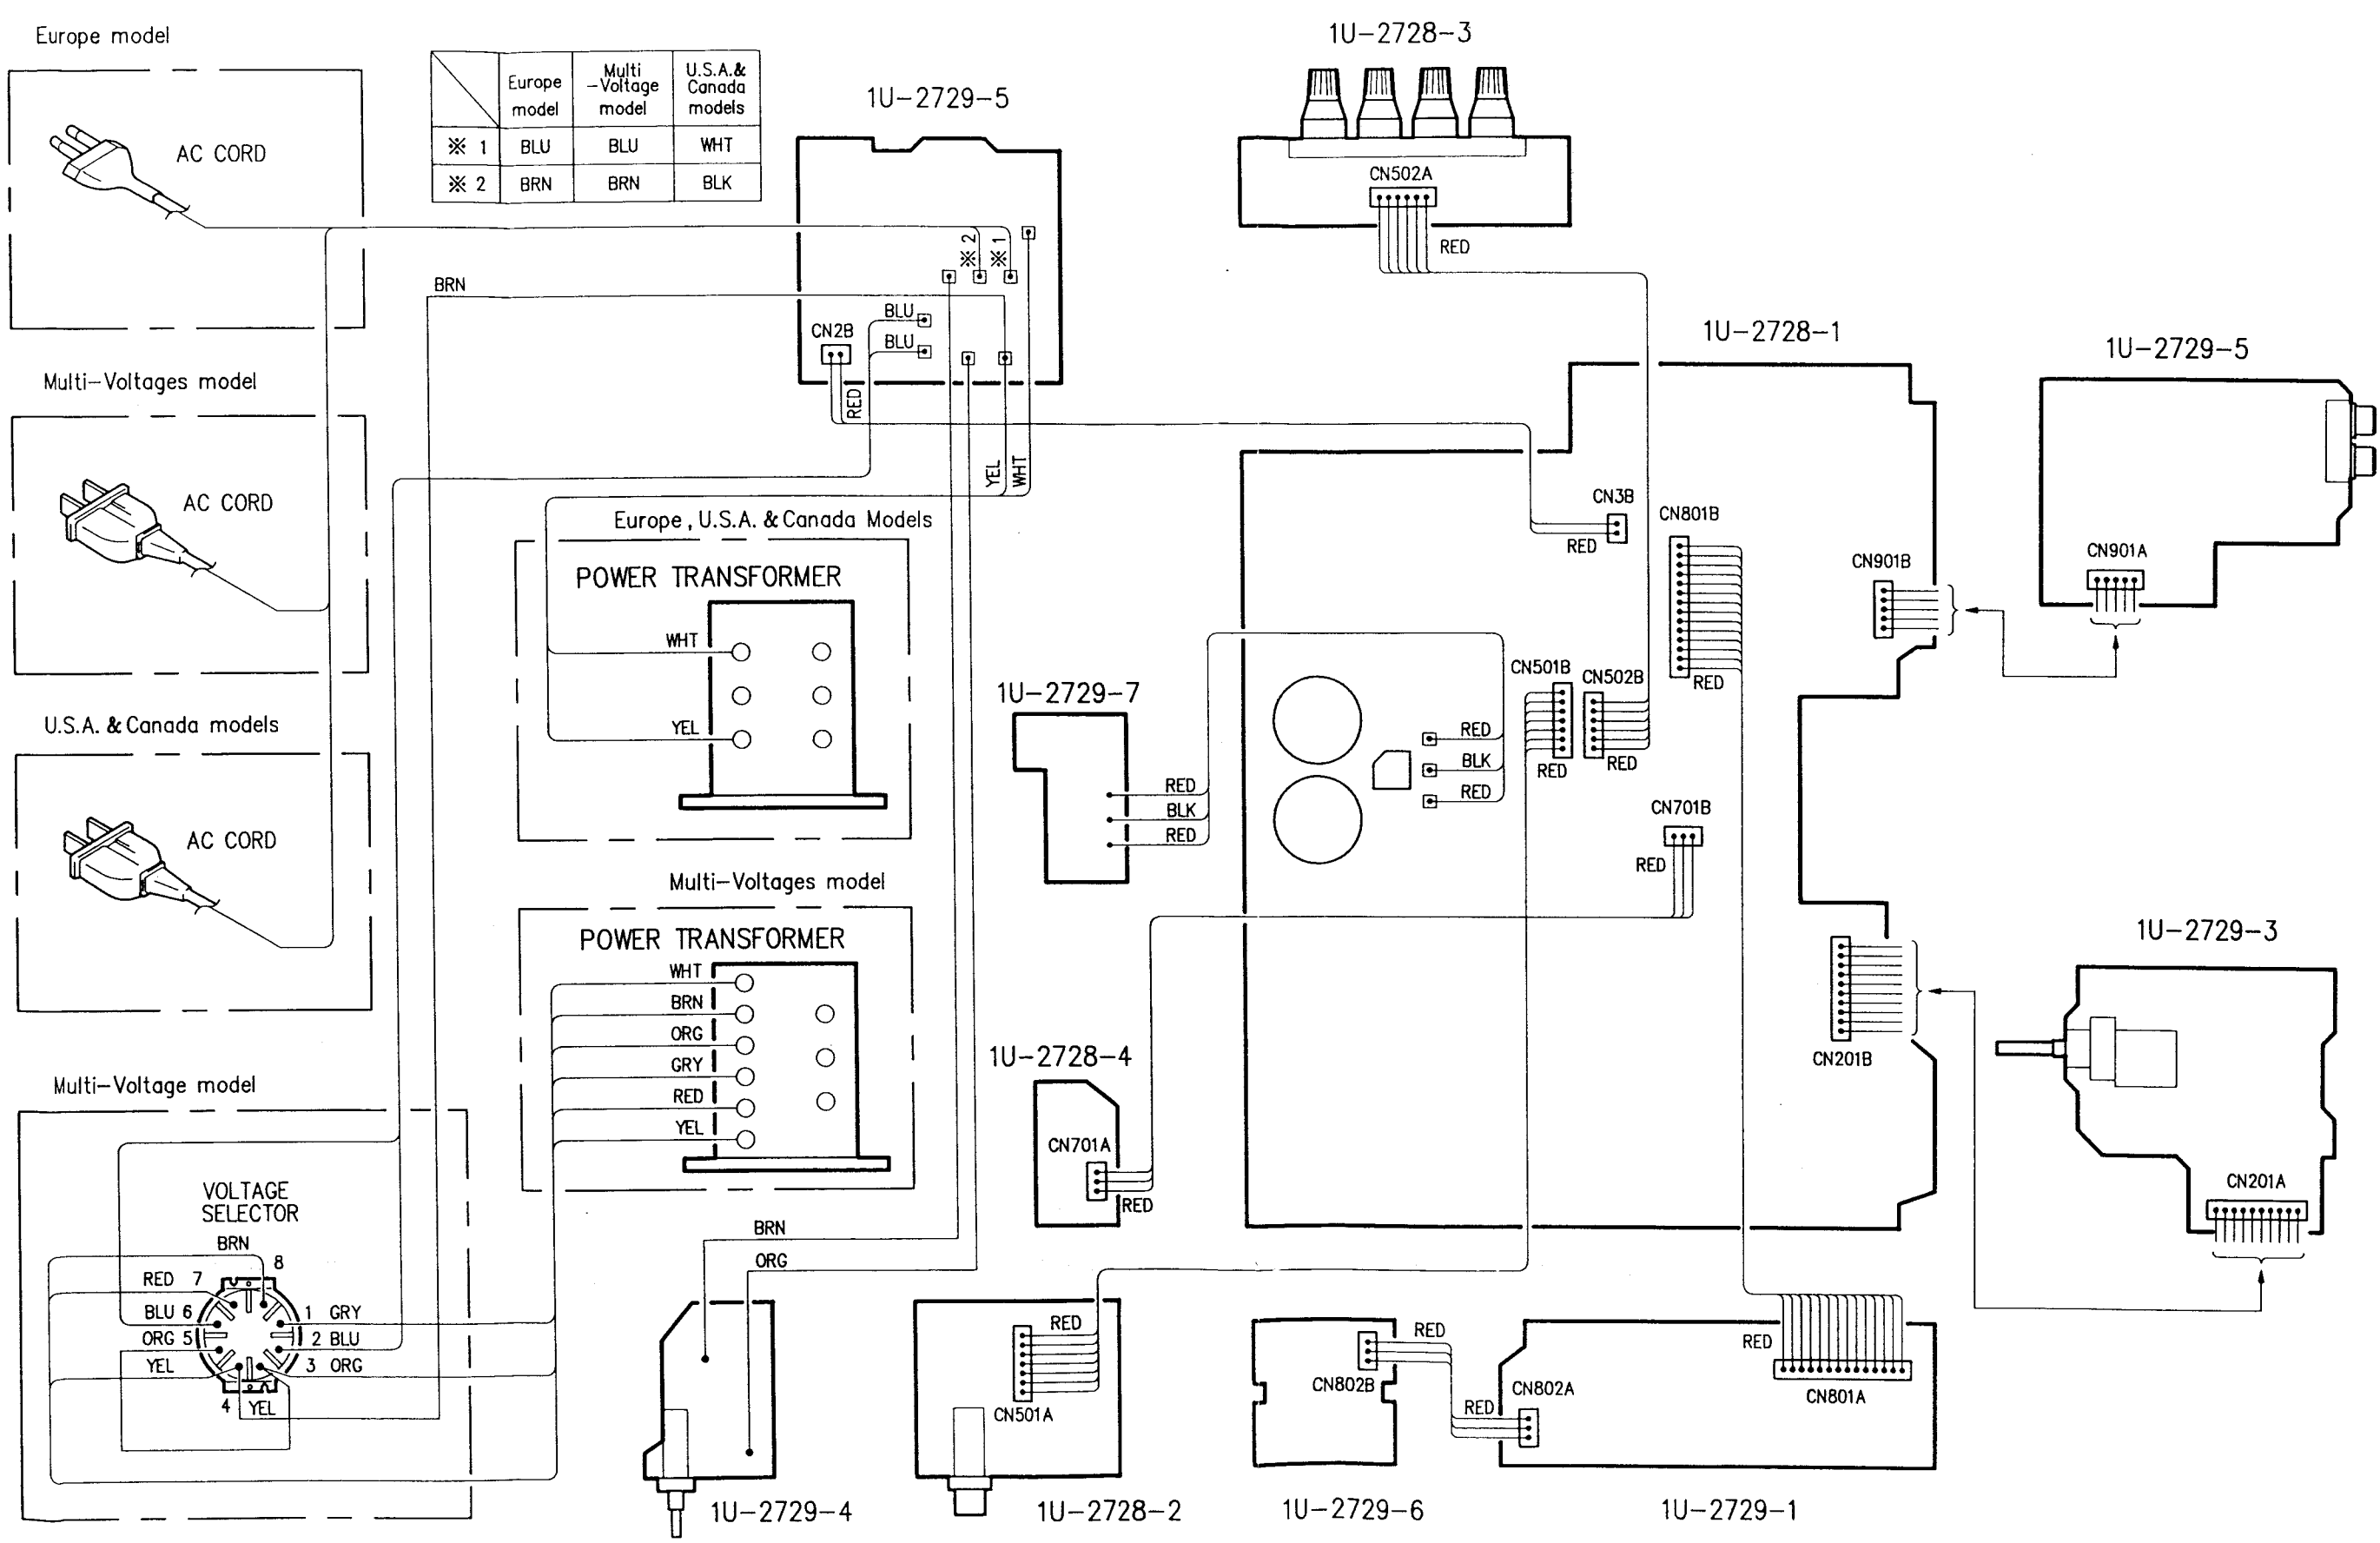 Europe model
AC CORD
Multi-Voltages model
AC CORD
U.S.A. & Canada models
AC CORD
Multi-Voltage model
VOLTAGE
SELECTOR
BRN
8
RED 7
BLU 6
ORG 5
YEL
4
YEL
1 GRY
2 BLU
3 ORG
Europe
model
Multi
-Voltage
model
U.S.A.&
Canada
models
※ 1
BLU
BLU
WHT
※ 2
BRN
BRN
BLK
1U-2729-5
※2
※1
BRN
BLU
BLU
CN2B
RED
YEL
WHT
Europe, U.S.A. & Canada Models
POWER TRANSFORMER
WHT
YEL
Multi-Voltages model
POWER TRANSFORMER
WHT
BRN
ORG
GRY
RED
YEL
BRN
ORG
1U-2729-4
1U-2728-3
CN502A
RED
1U-2728-1
CN3B
RED
CN801B
RED
CN901B
CN501B
RED
CN502B
RED
RED
BLK
RED
CN701B
RED
CN201B
1U-2729-7
RED
BLK
RED
1U-2728-4
CN701A
RED
1U-2729-5
CN901A
1U-2729-3
CN201A
RED
CN501A
1U-2728-2
RED
CN802B
1U-2729-6
RED
CN802A
RED
CN801A
1U-2729-1